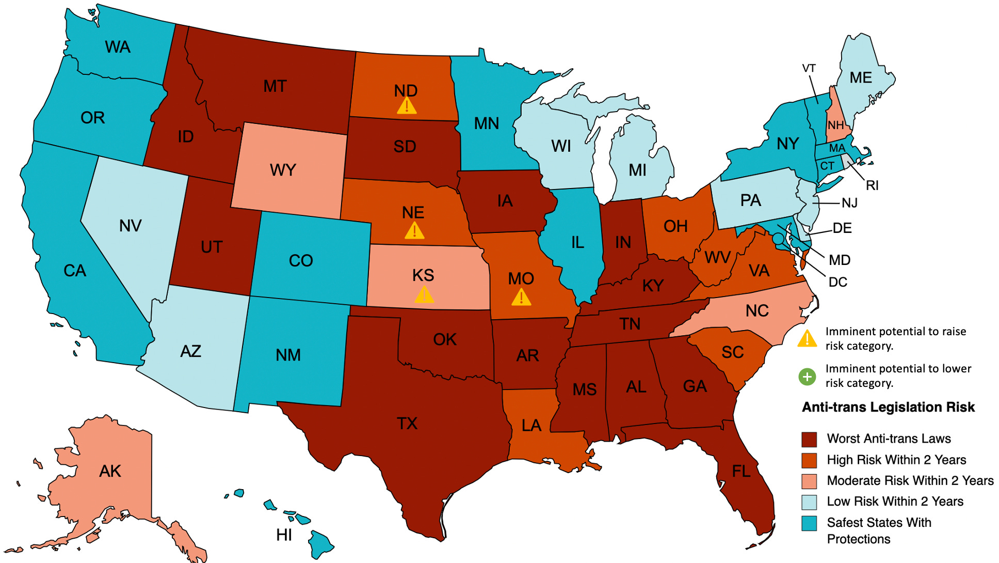 WA
MT
ND
MN
VT
ME
OR
ID
SD
WI
NY
NH
MA
WY
MI
CT
RI
IA
PA
NJ
NV
NE
OH
DE
UT
CO
IL
IN
WV
MD
CA
KS
MO
VA
DC
KY
NC
TN
AZ
NM
OK
AR
SC
MS
AL
GA
TX
LA
AK
FL
HI
Imminent potential to raise
risk category.
Imminent potential to lower
risk category.
Anti-trans Legislation Risk
Worst Anti-trans Laws
High Risk Within 2 Years
Moderate Risk Within 2 Years
Low Risk Within 2 Years
Safest States With
Protections